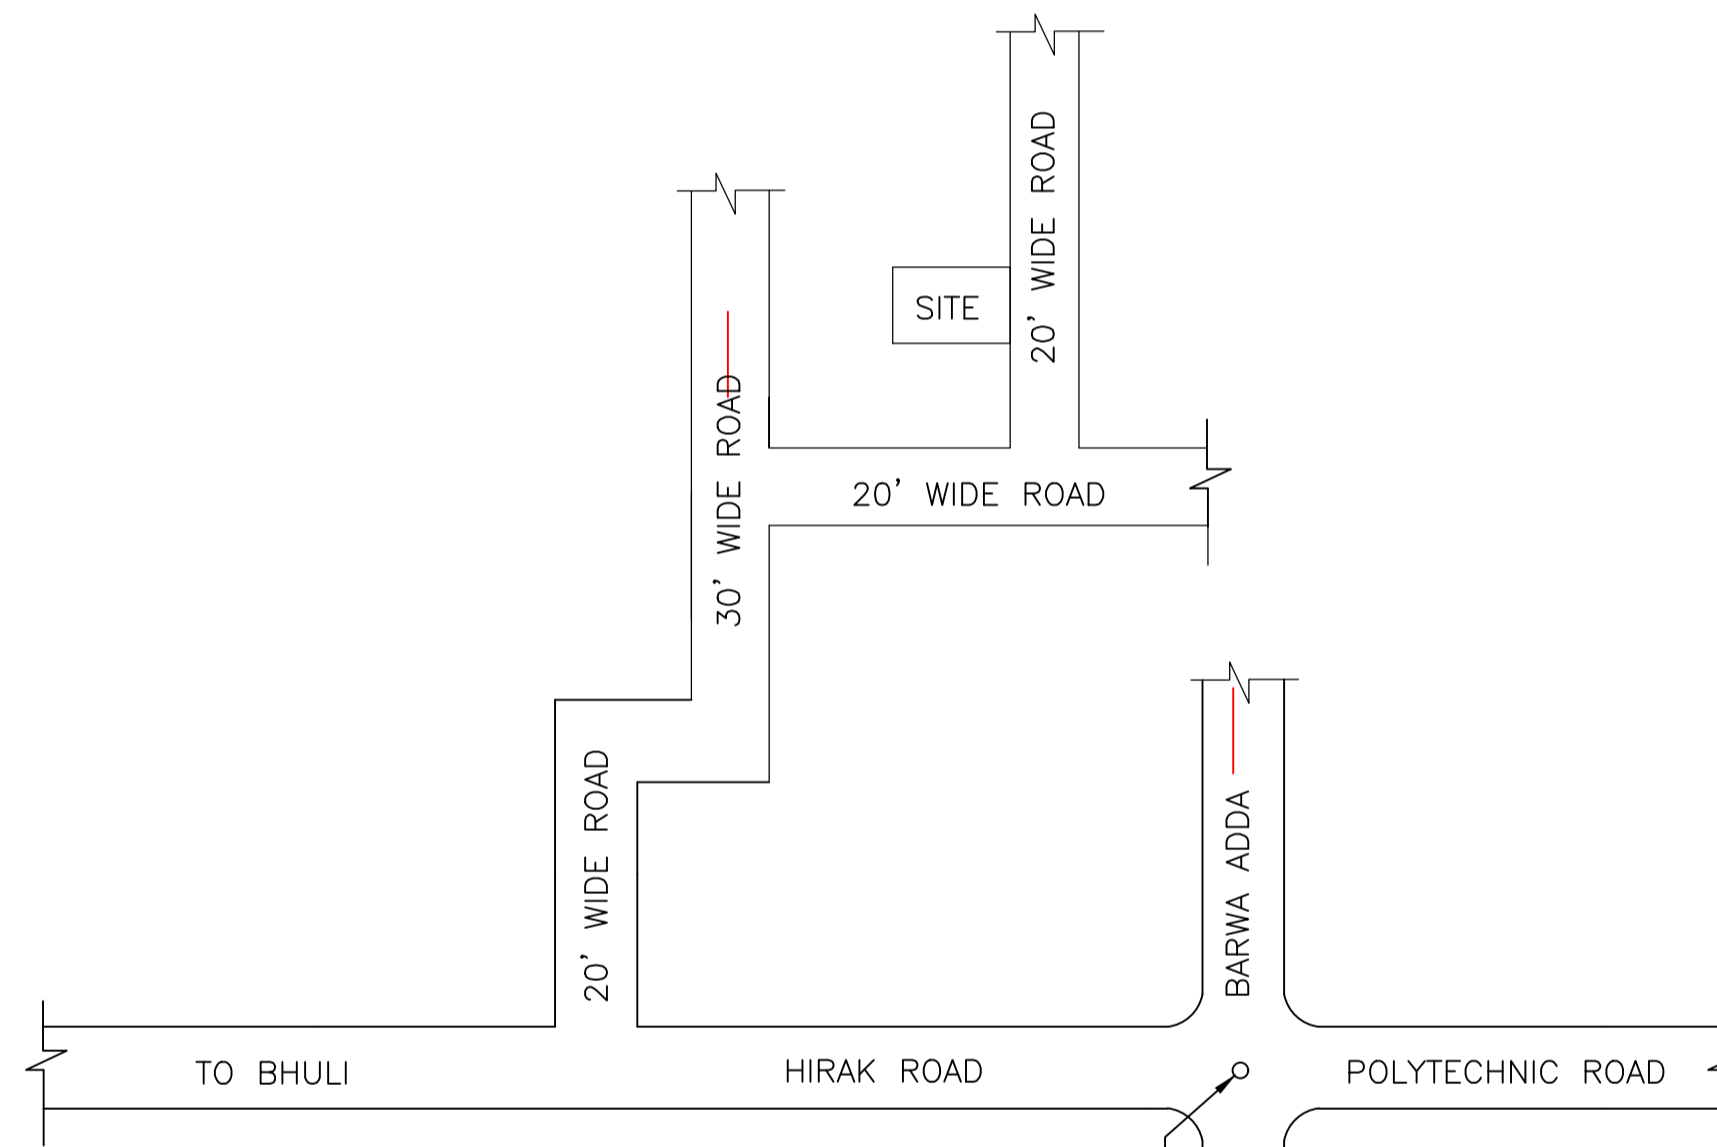 20' WIDE ROAD
SITE
30' WIDE ROAD
20' WIDE ROAD
20' WIDE ROAD
BARWA ADDA
TO BHULI
HIRAK ROAD
POLYTECHNIC ROAD